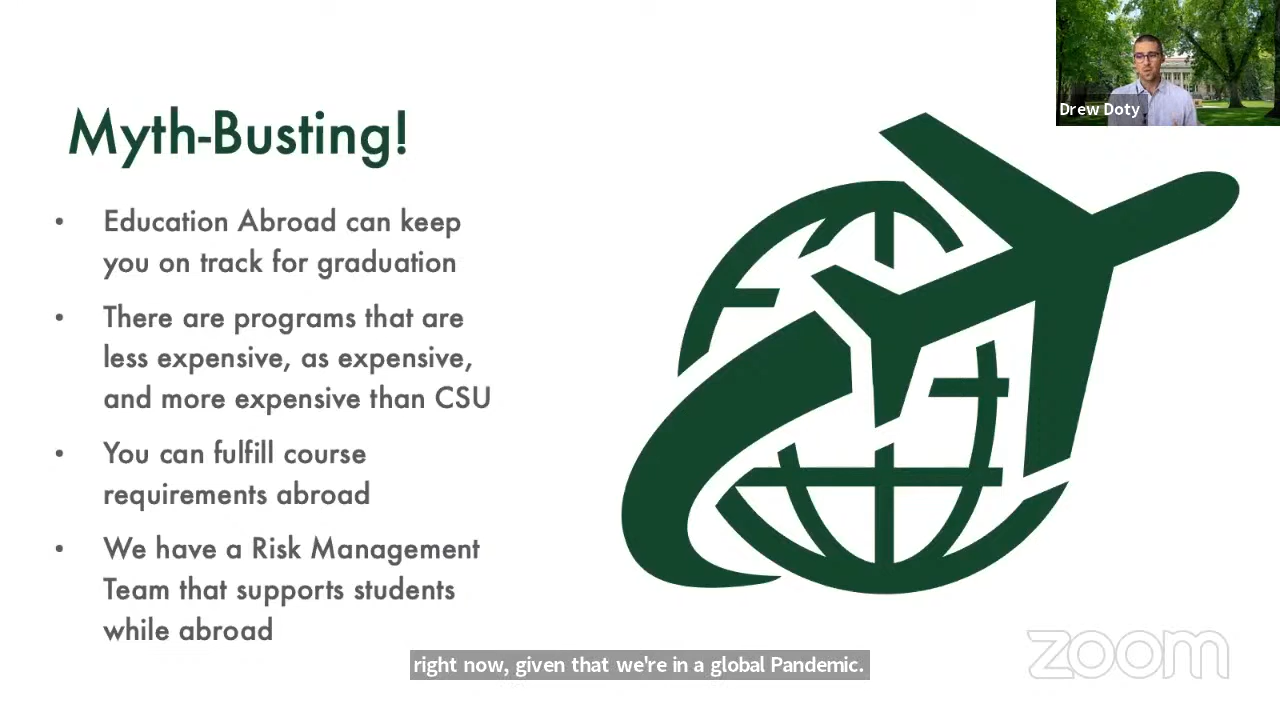 Drew Doty
Myth-Busting!
• Education Abroad can keep
you on track for graduation
• There are programs that are
less expensive, as expensive,
and more expensive than CSU
• You can fulfill course
requirements abroad
• We have a Risk Management
Team that supports students
while abroad
right now, given that we're in a global Pandemic.
zoom